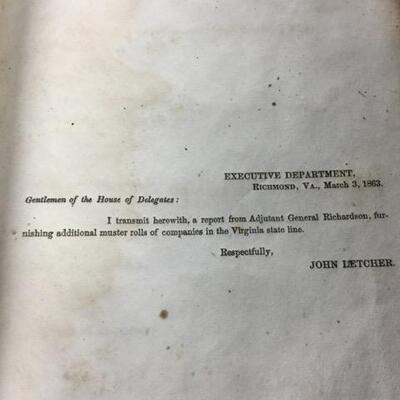 EXECUTIVE DEPARTMENT,
RICHMOND, VA., March 3, 1863.
Gentlemen of the House of Delegates:
I transmit herewith, a report from Adjutant General Richardson, fur-
nishing additional muster rolls of companies in the Virginia state line.
Respectfully,
JOHN LETCHER.